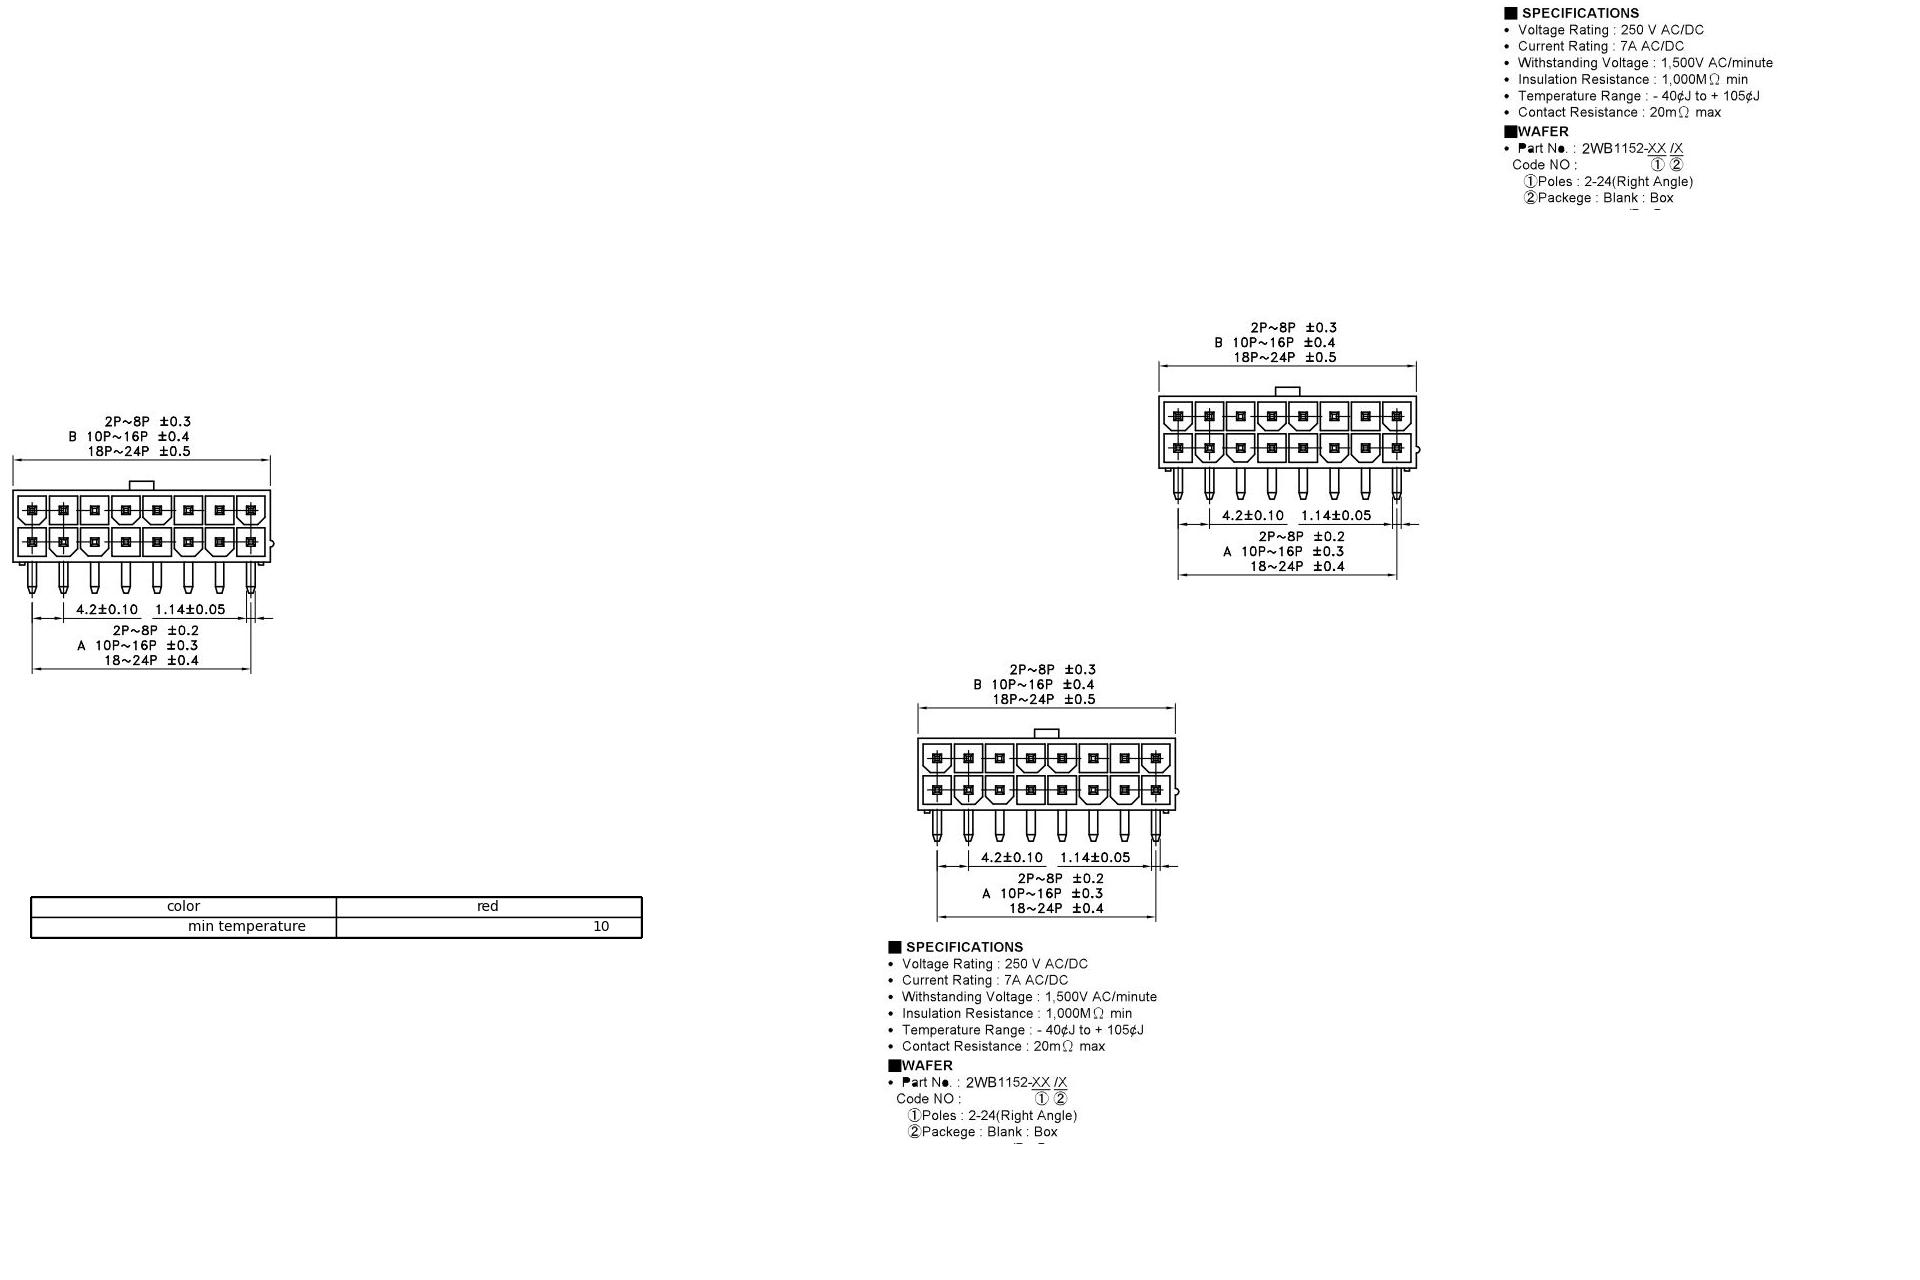 ■ SPECIFICATIONS
• Voltage Rating : 250 V AC/DC
• Current Rating : 7A AC/DC
• Withstanding Voltage : 1,500V AC/minute
• Insulation Resistance : 1,000MΩ min
• Temperature Range : - 40¢J to + 105¢J
• Contact Resistance : 20mΩ max
■WAFER
• Part No. : 2WB1152-XX /X
Code NO : ① ②
①Poles : 2-24(Right Angle)
②Packege : Blank : Box
2P~8P ±0.3
B 10P~16P ±0.4
18P~24P ±0.5
4.2±0.10 1.14±0.05
2P~8P ±0.2
A 10P~16P ±0.3
18~24P ±0.4
2P~8P ±0.3
B 10P~16P ±0.4
18P~24P ±0.5
4.2±0.10 1.14±0.05
2P~8P ±0.2
A 10P~16P ±0.3
18~24P ±0.4
2P~8P ±0.3
B 10P~16P ±0.4
18P~24P ±0.5
4.2±0.10 1.14±0.05
2P~8P ±0.2
A 10P~16P ±0.3
18~24P ±0.4
color red
min temperature 10
■ SPECIFICATIONS
• Voltage Rating : 250 V AC/DC
• Current Rating : 7A AC/DC
• Withstanding Voltage : 1,500V AC/minute
• Insulation Resistance : 1,000MΩ min
• Temperature Range : - 40¢J to + 105¢J
• Contact Resistance : 20mΩ max
■WAFER
• Part No. : 2WB1152-XX /X
Code NO : ① ②
①Poles : 2-24(Right Angle)
②Packege : Blank : Box